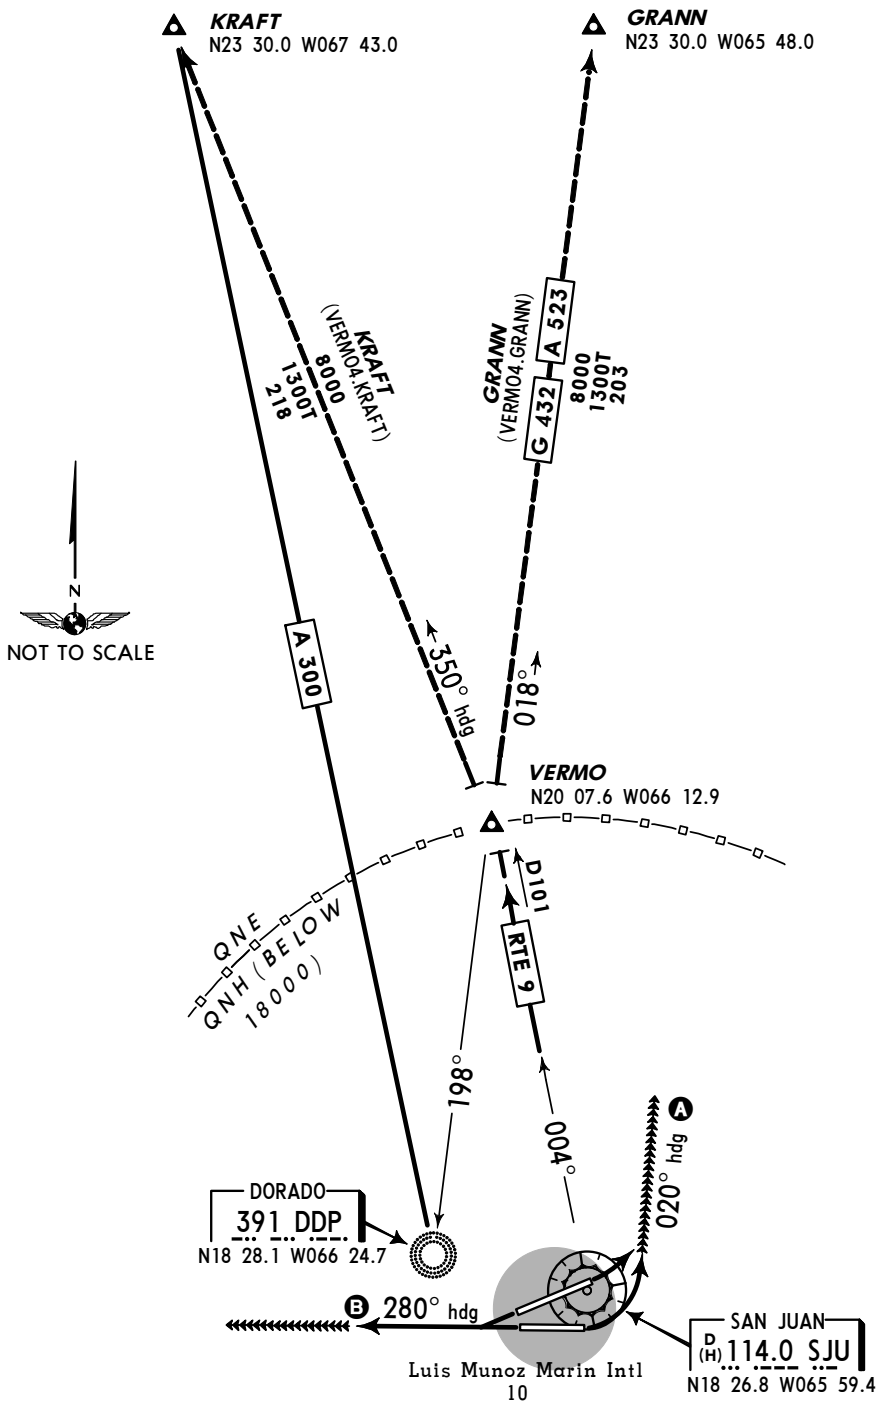 KRAFT
N23 30.0 W067 43.0
GRANN
N23 30.0 W065 48.0
KRAFT
(VERMO4.KRAFT)
8000
1300T
218
GRANN
(VERMO4.GRANN)
A 523
G 432
8000
1300T
203
N
NOT TO SCALE
A 300
350° hdg
018°
VERMO
N20 07.6 W066 12.9
D101
QNE
QNH (BELOW
18000)
RTE 9
198°
004°
A
020° hdg
DORADO
391 DDP
N18 28.1 W066 24.7
B 280° hdg
SAN JUAN
D
(H) 114.0 SJU
N18 26.8 W065 59.4
Luis Munoz Marin Intl
10